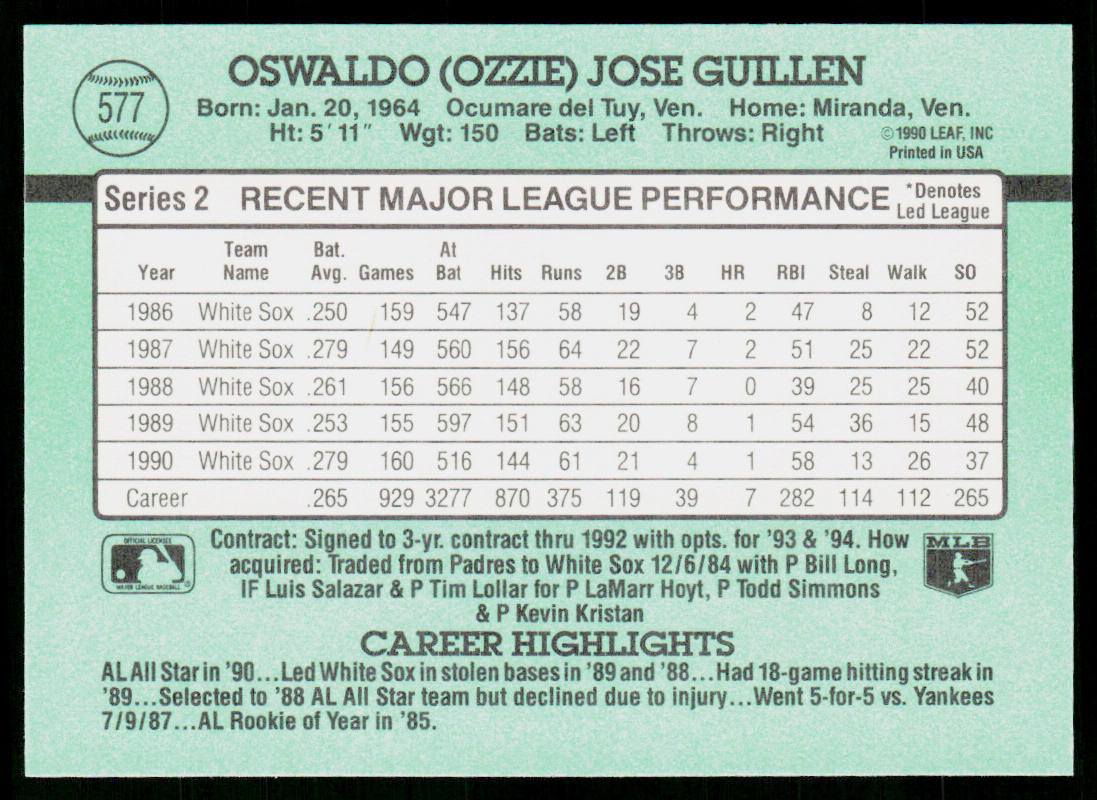 577
OSWALDO (OZZIE) JOSE GUILLEN
Born: Jan. 20, 1964 Ocumare del Tuy, Ven. Home: Miranda, Ven.
Ht: 5' 11" Wgt: 150 Bats: Left Throws: Right
©1990 LEAF, INC
Printed in USA
Series 2 RECENT MAJOR LEAGUE PERFORMANCE
*Denotes
Led League
Year Team Name Bat. Avg. Games At Bat Hits Runs 2B 3B HR RBI Steal Walk SO
1986 White Sox .250 159 547 137 58 19 4 2 47 8 12 52
1987 White Sox .279 149 560 156 64 22 7 2 51 25 22 52
1988 White Sox .261 156 566 148 58 16 7 0 39 25 25 40
1989 White Sox .253 155 597 151 63 20 8 1 54 36 15 48
1990 White Sox .279 160 516 144 61 21 4 1 58 13 26 37
Career .265 929 3277 870 375 119 39 7 282 114 112 265
OFFICIAL LICENSEE
MAJOR LEAGUE BASEBALL
®
Contract: Signed to 3-yr. contract thru 1992 with opts. for '93 & '94. How
acquired: Traded from Padres to White Sox 12/6/84 with P Bill Long,
IF Luis Salazar & P Tim Lollar for P LaMarr Hoyt, P Todd Simmons
& P Kevin Kristan
MLB
CAREER HIGHLIGHTS
AL All Star in '90...Led White Sox in stolen bases in '89 and '88...Had 18-game hitting streak in
'89...Selected to '88 AL All Star team but declined due to injury...Went 5-for-5 vs. Yankees
7/9/87...AL Rookie of Year in '85.